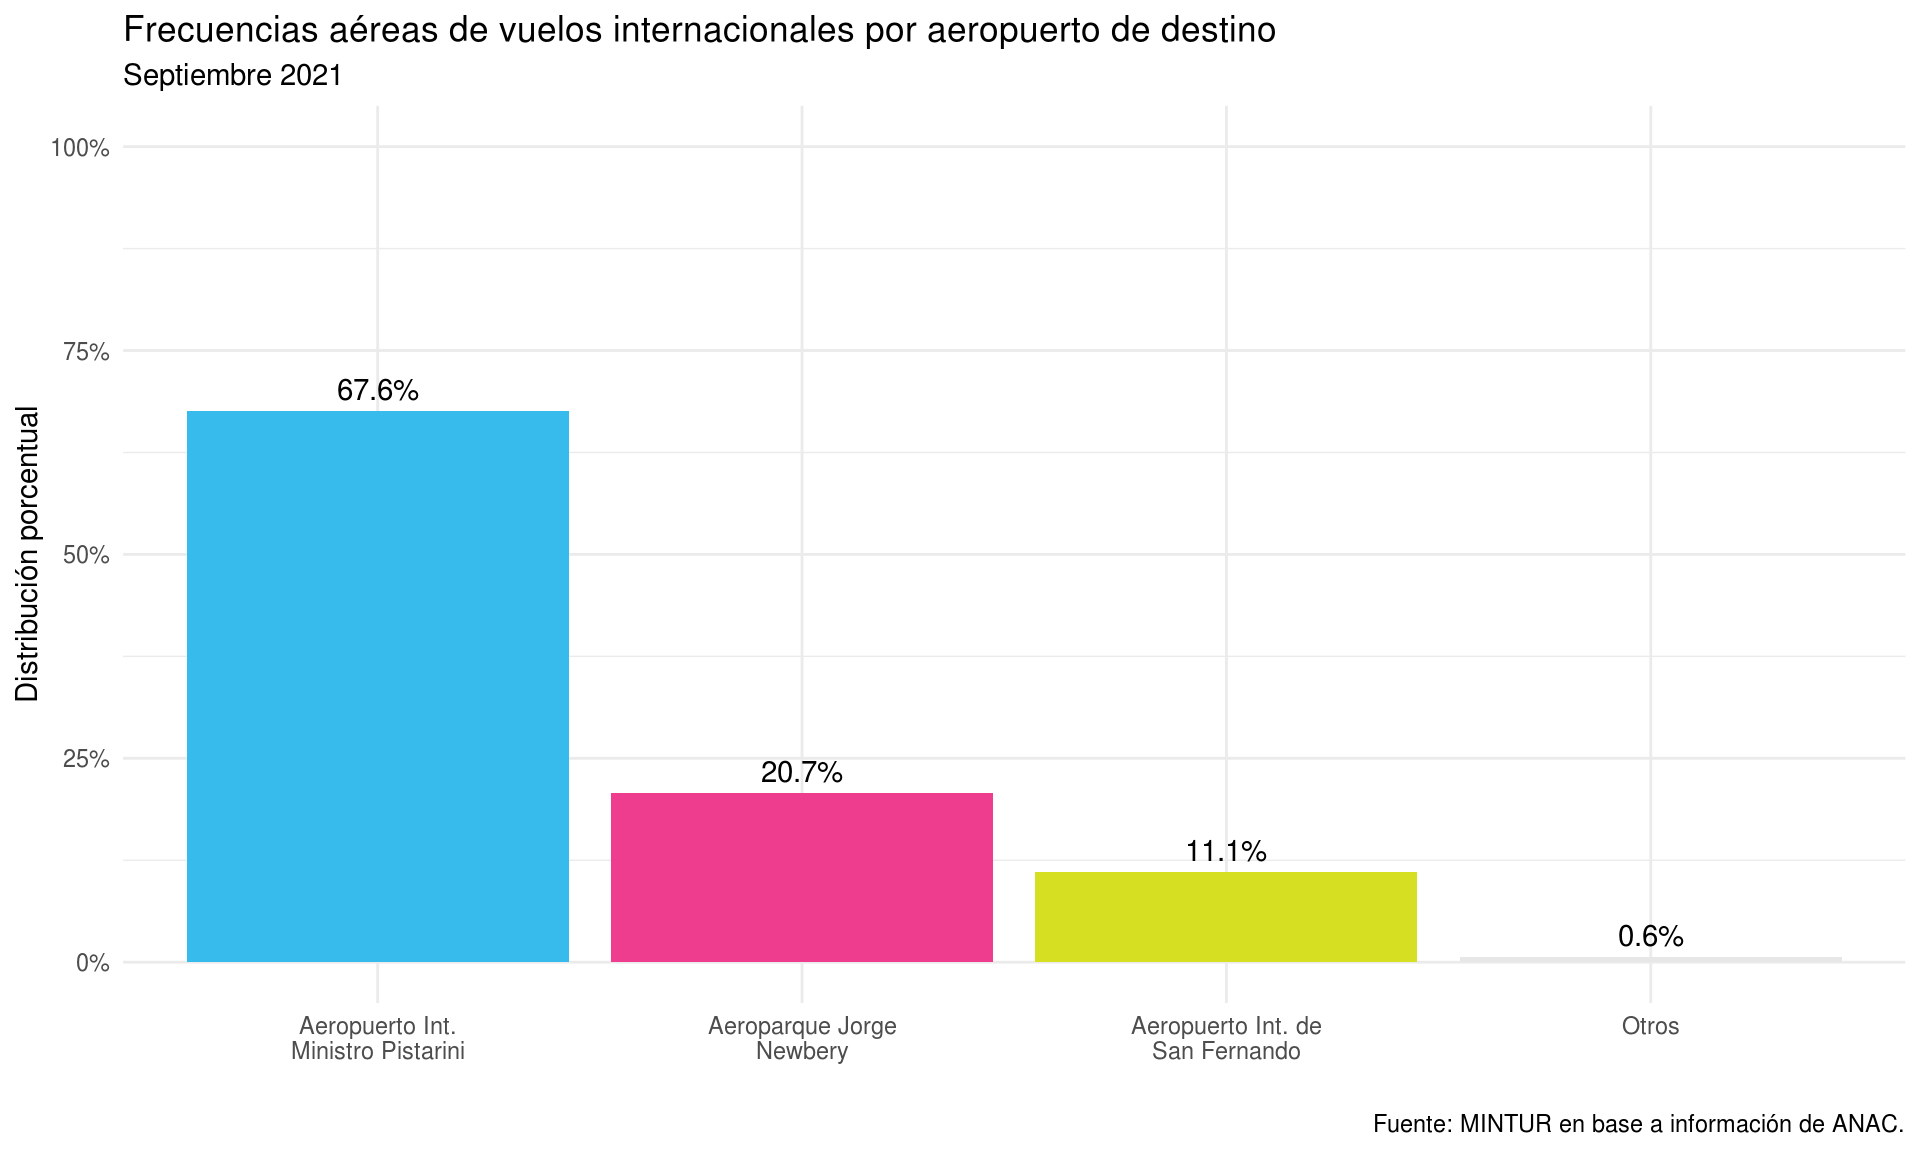 Frecuencias aéreas de vuelos internacionales por aeropuerto de destino
Septiembre 2021
Distribución porcentual
100%
75%
50%
25%
0%
67.6%
20.7%
11.1%
0.6%
Aeropuerto Int.
Ministro Pistarini
Aeroparque Jorge
Newbery
Aeropuerto Int. de
San Fernando
Otros
Fuente: MINTUR en base a información de ANAC.